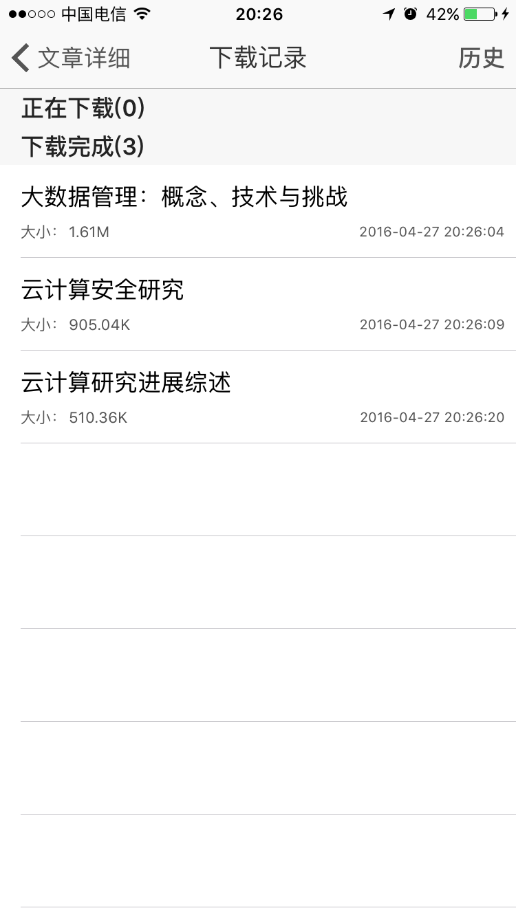 中国电信 20:26 42%
文章详细 下载记录 历史
正在下载(0)
下载完成(3)
大数据管理：概念、技术与挑战
大小： 1.61M 2016-04-27 20:26:04
云计算安全研究
大小： 905.04K 2016-04-27 20:26:09
云计算研究进展综述
大小： 510.36K 2016-04-27 20:26:20